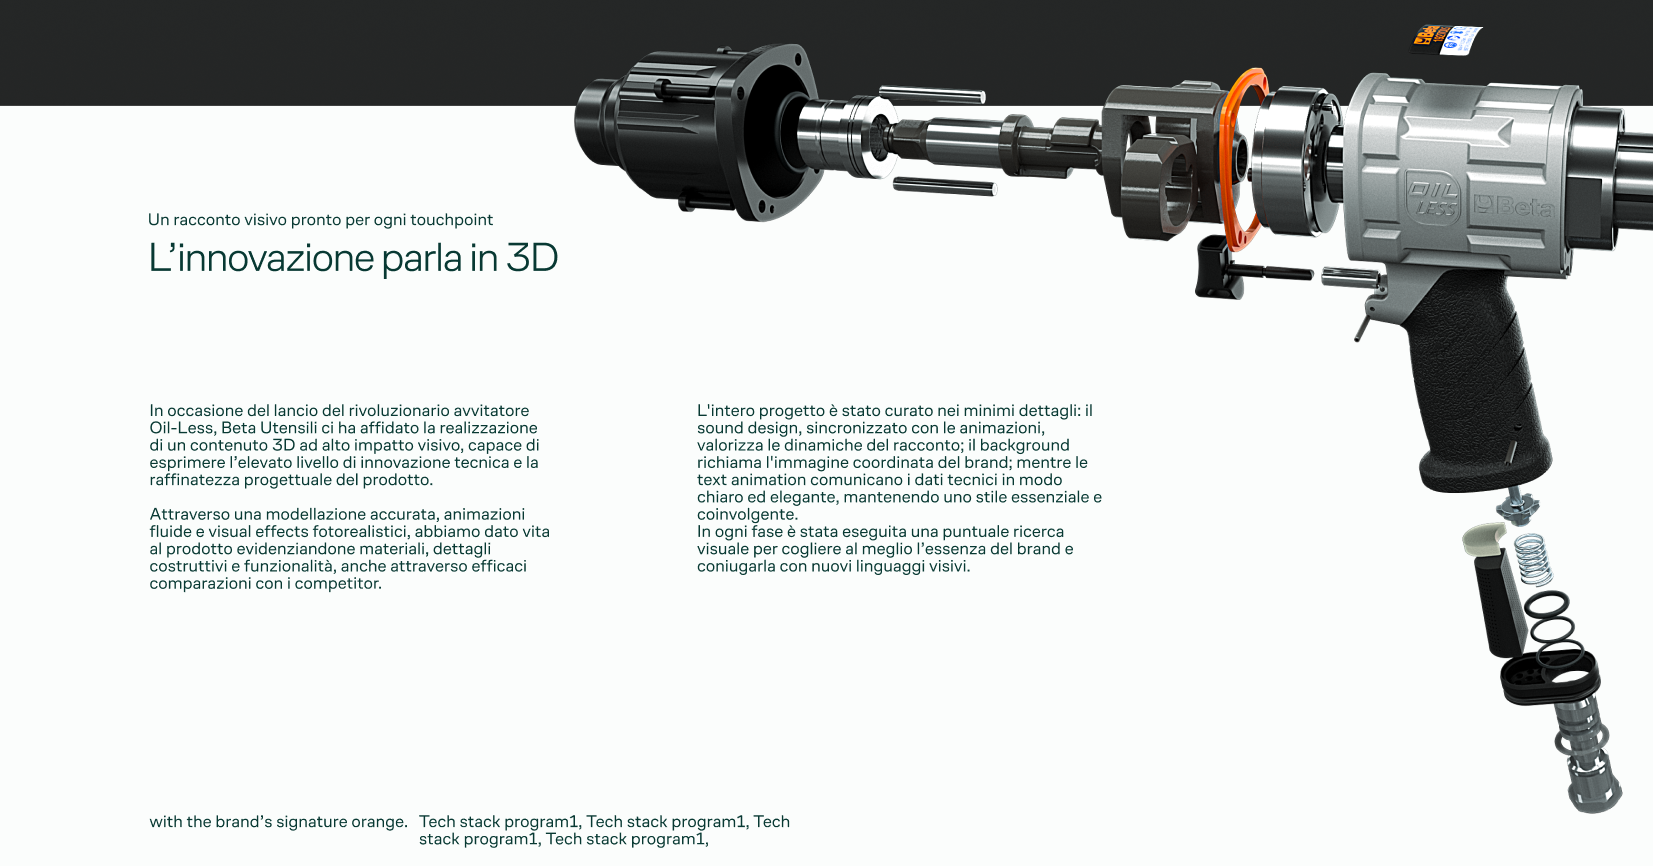 Beta
OIL
LESS
Beta
Un racconto visivo pronto per ogni touchpoint
L’innovazione parla in 3D
In occasione del lancio del rivoluzionario avvitatore
Oil-Less, Beta Utensili ci ha affidato la realizzazione
di un contenuto 3D ad alto impatto visivo, capace di
esprimere l’elevato livello di innovazione tecnica e la
raffinatezza progettuale del prodotto.
Attraverso una modellazione accurata, animazioni
fluide e visual effects fotorealistici, abbiamo dato vita
al prodotto evidenziandone materiali, dettagli
costruttivi e funzionalità, anche attraverso efficaci
comparazioni con i competitor.
L'intero progetto è stato curato nei minimi dettagli: il
sound design, sincronizzato con le animazioni,
valorizza le dinamiche del racconto; il background
richiama l'immagine coordinata del brand; mentre le
text animation comunicano i dati tecnici in modo
chiaro ed elegante, mantenendo uno stile essenziale e
coinvolgente.
In ogni fase è stata eseguita una puntuale ricerca
visuale per cogliere al meglio l’essenza del brand e
coniugarla con nuovi linguaggi visivi.
with the brand’s signature orange.
Tech stack program1, Tech stack program1, Tech
stack program1, Tech stack program1,